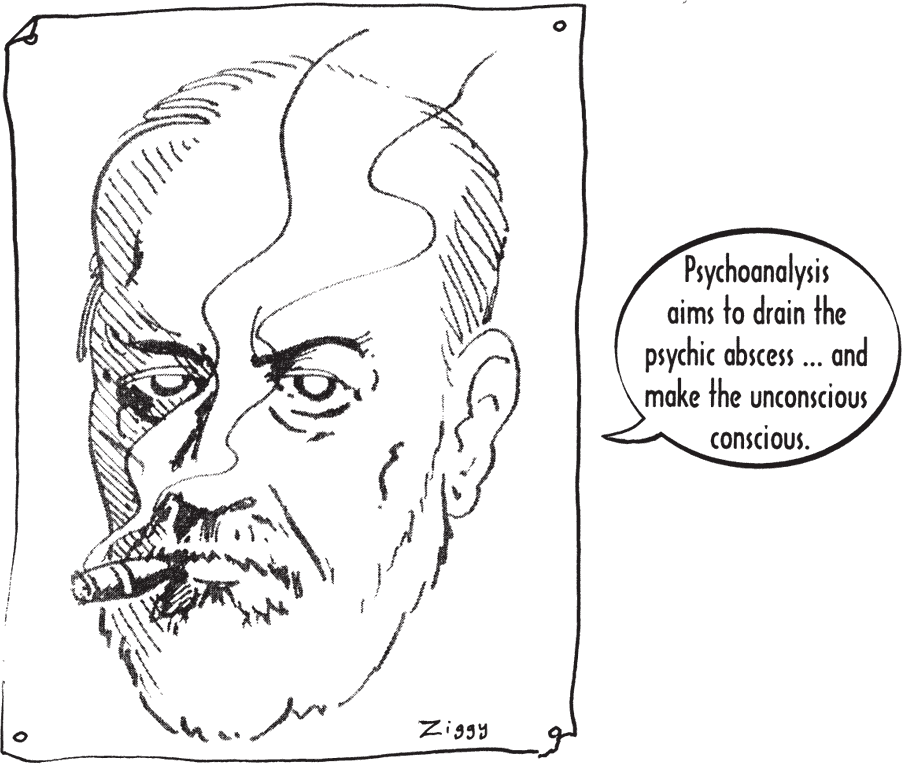 Psychoanalysis
aims to drain the
psychic abscess ... and
make the unconscious
conscious.
Ziggy